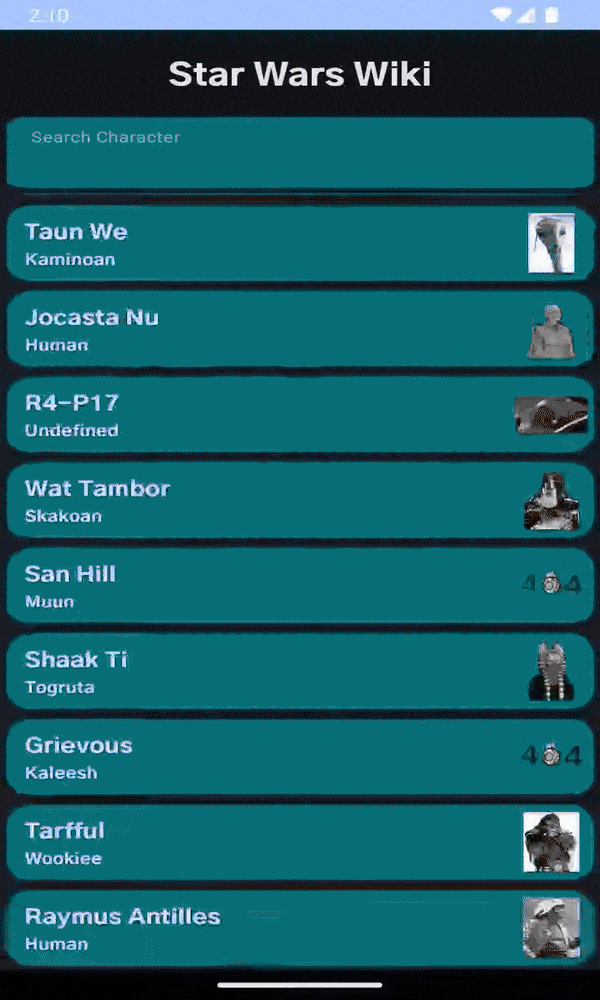 2:10
Star Wars Wiki
Search Character
Taun We
Kaminoan
Jocasta Nu
Human
R4-P17
Undefined
Wat Tambor
Skakoan
San Hill
Muun
404
Shaak Ti
Togruta
Grievous
Kaleesh
404
Tarfful
Wookiee
Raymus Antilles
Human